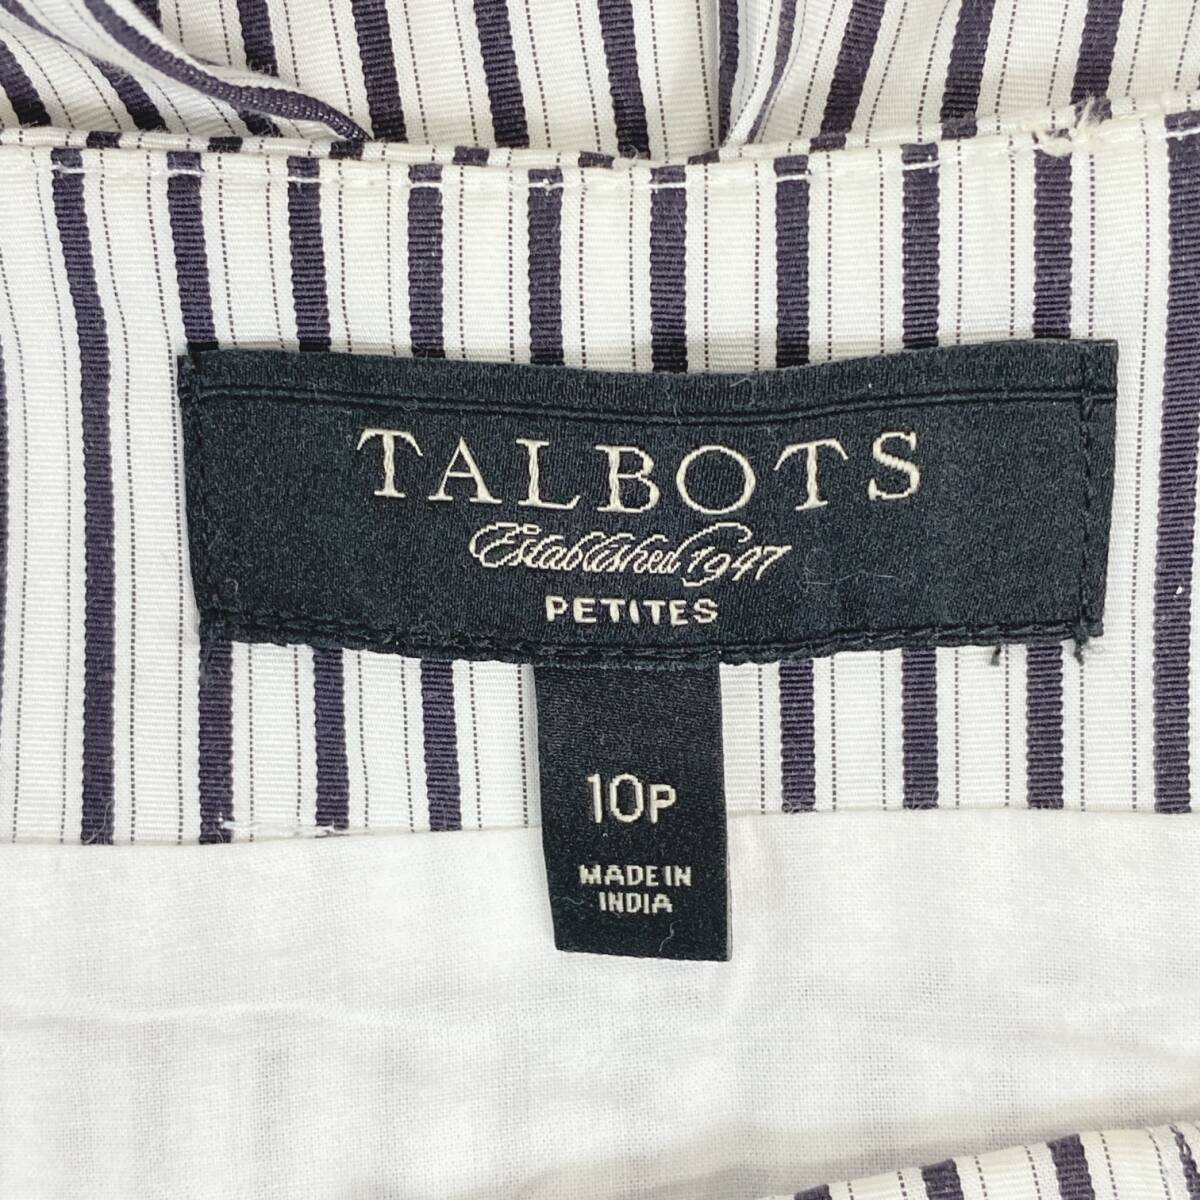 TALBOTS
Established 1947
PETITES
10P
MADE IN
INDIA